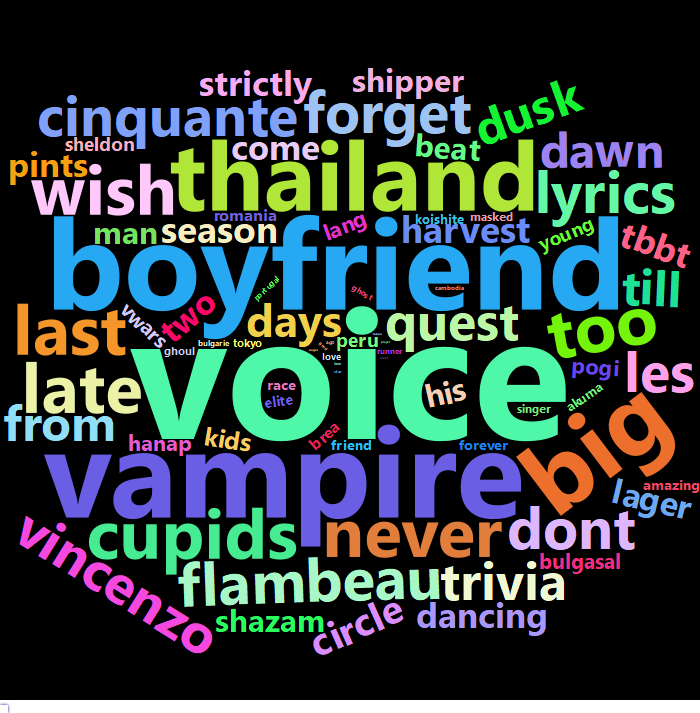 strictly
shipper
cinquante
forget
dusk
sheldon
come
beat
dawn
pints
wish
thailand
lyrics
romania
koishite
masked
man
season
lang
harvest
young
tbbt
boyfriend
portugal
ghost
cambodia
till
last
vwars
two
days
peru
quest
too
ghoul
bulgarie
tokyo
love
runner
late
voice
race
elite
his
pogi
les
singer
akuma
from
hanap
kids
brea
friend
forever
big
vampire
amazing
lager
vincenzo
cupids
never
dont
flambeau
trivia
bulgasal
shazam
circle
dancing